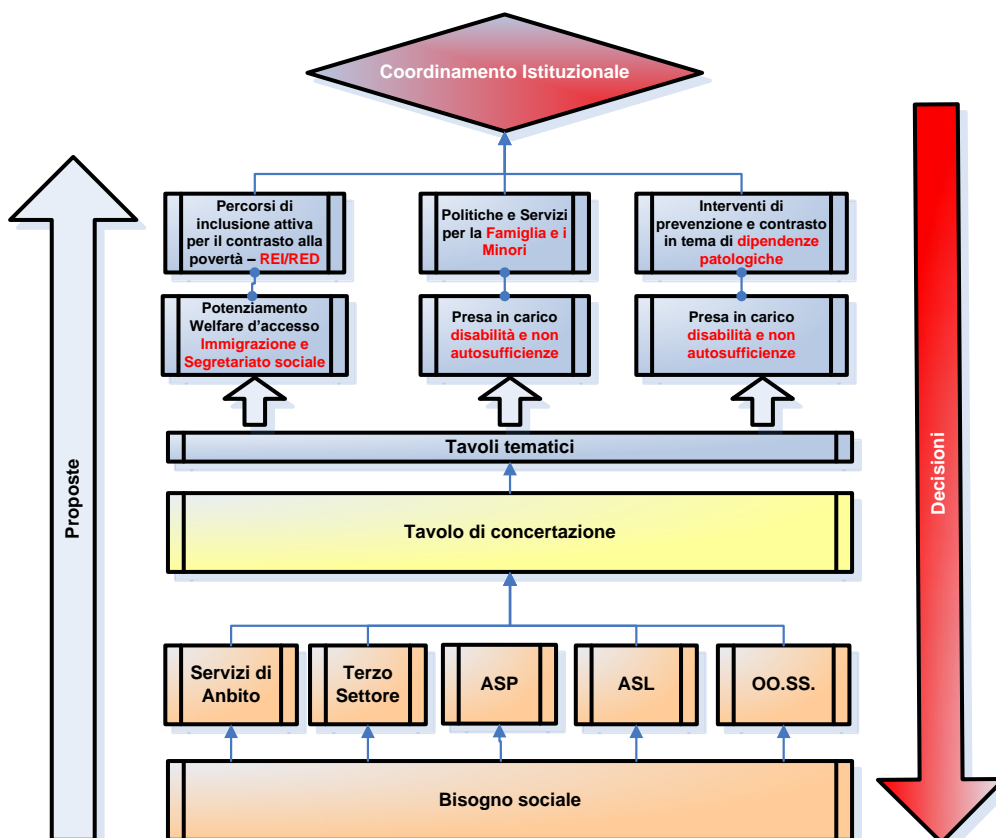 Coordinamento Istituzionale
Percorsi di
inclusione attiva
per il contrasto alla
povertà – REI/RED
Politiche e Servizi
per la Famiglia e i
Minori
Interventi di
prevenzione e contrasto
in tema di dipendenze
patologiche
Potenziamento
Welfare d'accesso
Immigrazione e
Segretariato sociale
Presa in carico
disabilità e non
autosufficienze
Presa in carico
disabilità e non
autosufficienze
Tavoli tematici
Proposte
Decisioni
Tavolo di concertazione
Servizi di
Anbito
Terzo
Settore
ASP
ASL
OO.SS.
Bisogno sociale